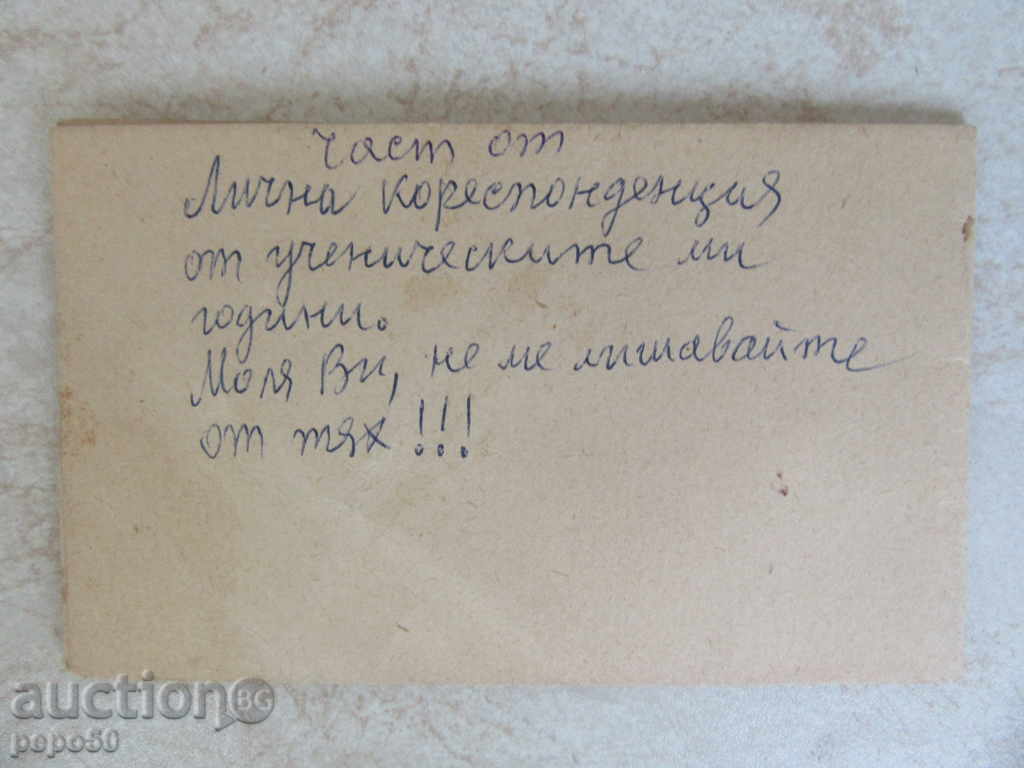 Част от
Лична кореспонденция
от ученическите ми
години.
Моля Ви, не ме лишавайте
от тях!!!
auction BG
pepo50